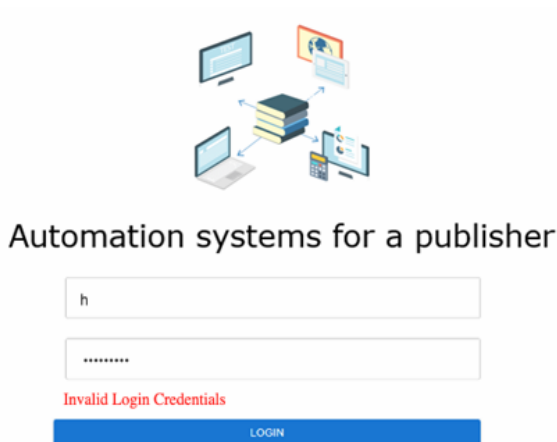 Automation systems for a publisher
h
•••••••••
Invalid Login Credentials
LOGIN